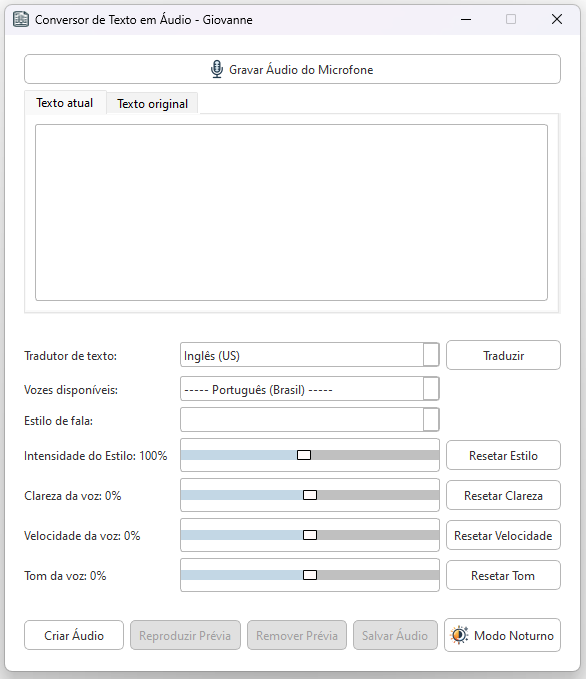 Conversor de Texto em Áudio - Giovanne
Gravar Áudio do Microfone
Texto atual Texto original
Tradutor de texto: Inglês (US) Traduzir
Vozes disponíveis: ----- Português (Brasil) -----
Estilo de fala:
Intensidade do Estilo: 100% Resetar Estilo
Clareza da voz: 0% Resetar Clareza
Velocidade da voz: 0% Resetar Velocidade
Tom da voz: 0% Resetar Tom
Criar Áudio Reproduzir Prévia Remover Prévia Salvar Áudio Modo Noturno